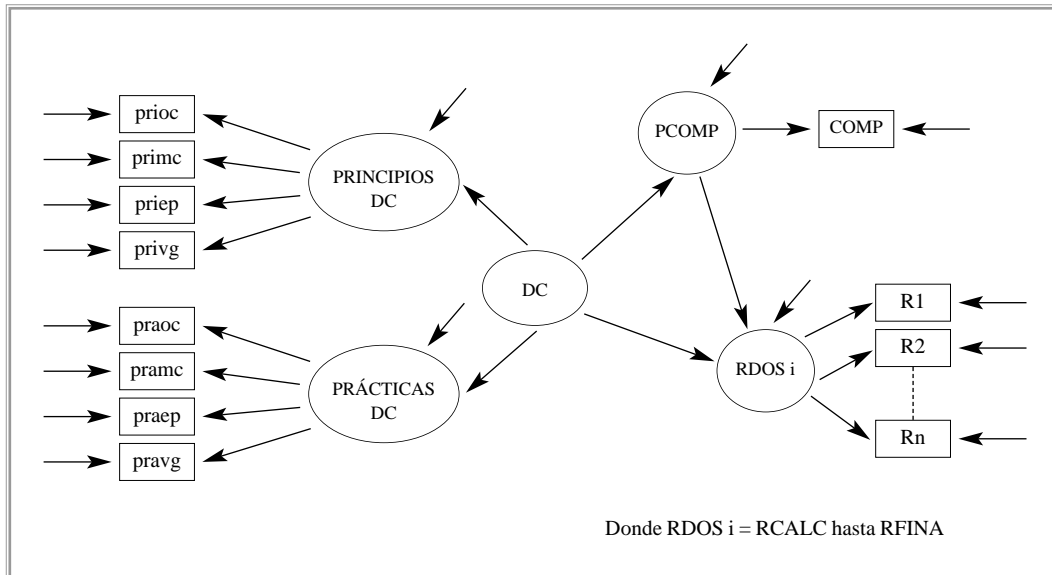 prioc
primc
priep
privg
PRINCIPIOS
DC
praoc
pramc
praep
pravg
PRÁCTICAS
DC
DC
PCOMP
COMP
RDOS i
R1
R2
Rn
Donde RDOS i = RCALC hasta RFINA